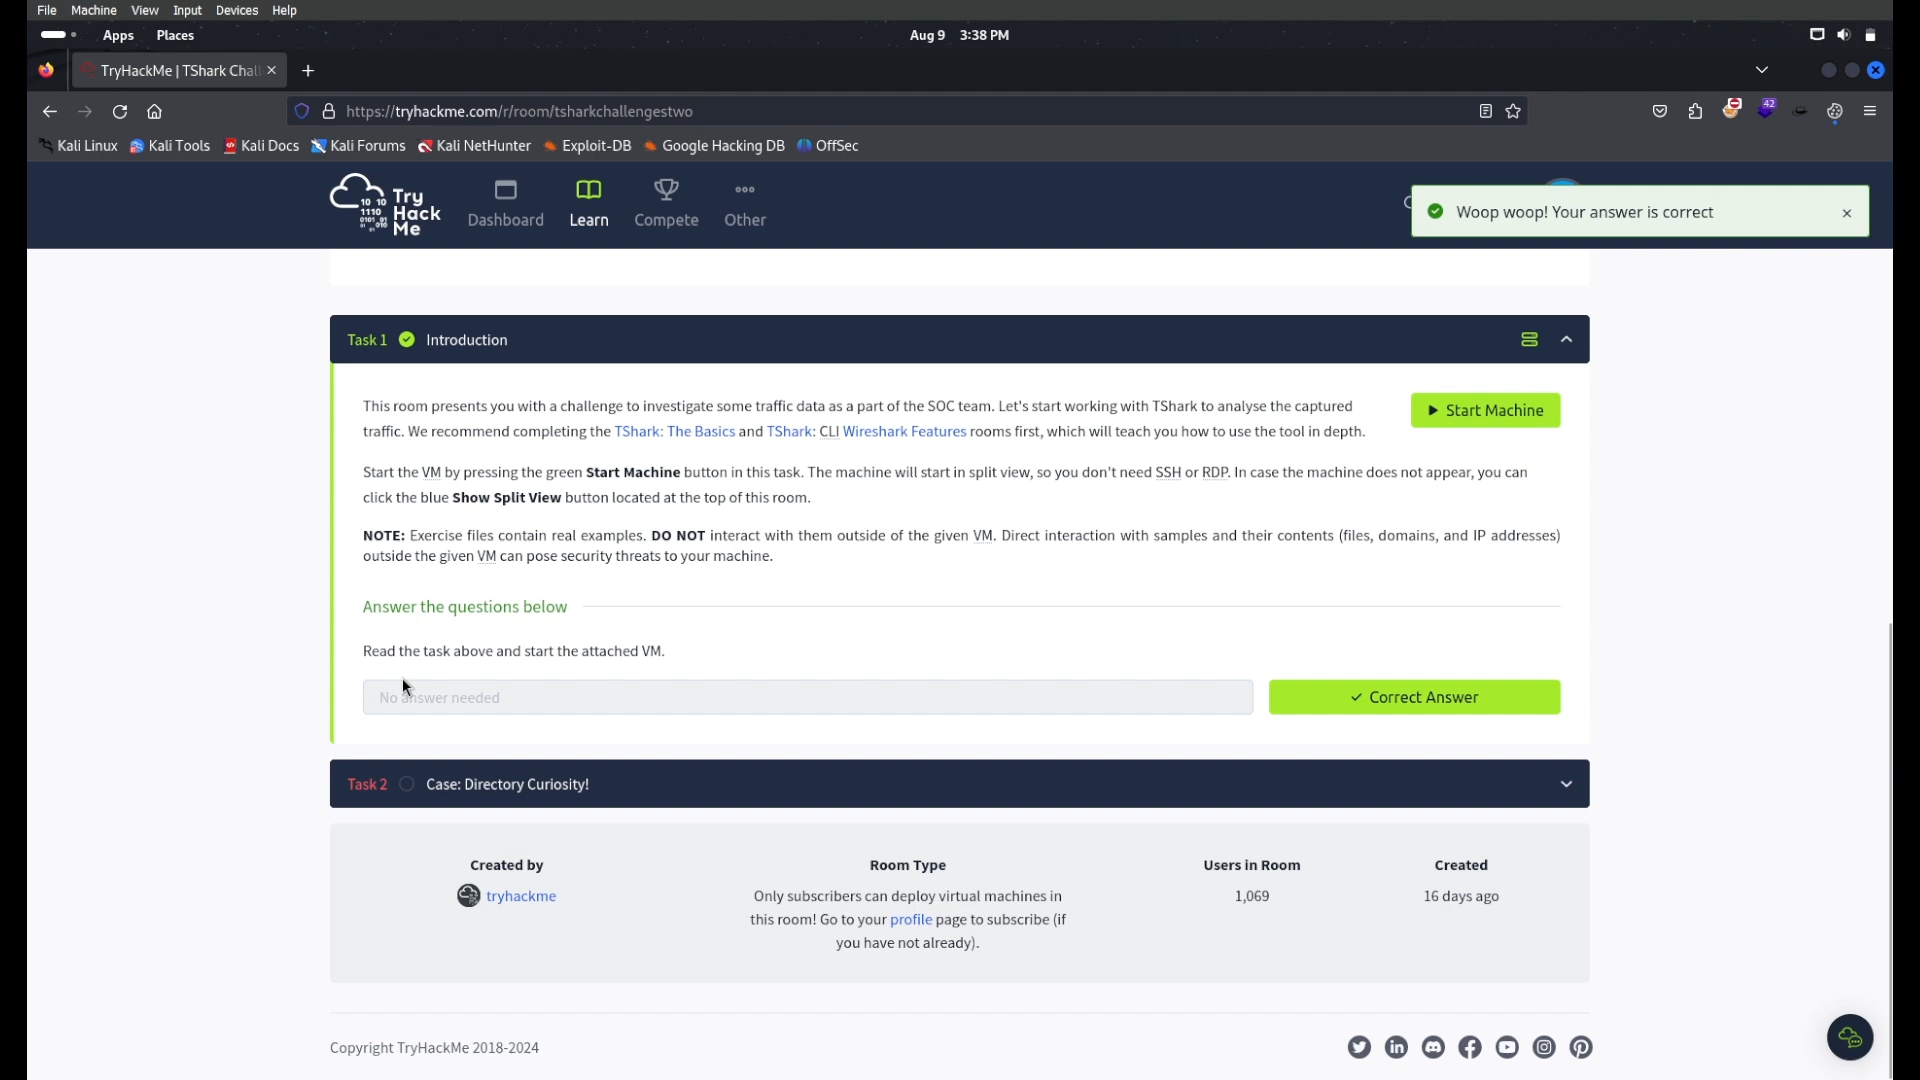 File Machine View Input Devices Help
Apps Places Aug 9 3:38 PM
TryHackMe | TShark Chal
https://tryhackme.com/r/room/tsharkchallengestwo
42
Kali Linux Kali Tools Kali Docs Kali Forums Kali NetHunter Exploit-DB Google Hacking DB OffSec
Try Hack Me
10 10
1110
0101 01
010
Dashboard Learn Compete Other
Woop woop! Your answer is correct
Task 1 Introduction
This room presents you with a challenge to investigate some traffic data as a part of the SOC team. Let's start working with TShark to analyse the captured
traffic. We recommend completing the TShark: The Basics and TShark: CLI Wireshark Features rooms first, which will teach you how to use the tool in depth.
Start Machine
Start the VM by pressing the green Start Machine button in this task. The machine will start in split view, so you don't need SSH or RDP. In case the machine does not appear, you can
click the blue Show Split View button located at the top of this room.
NOTE: Exercise files contain real examples. DO NOT interact with them outside of the given VM. Direct interaction with samples and their contents (files, domains, and IP addresses)
outside the given VM can pose security threats to your machine.
Answer the questions below
Read the task above and start the attached VM.
No answer needed
Correct Answer
Task 2 Case: Directory Curiosity!
Created by
tryhackme
Room Type
Only subscribers can deploy virtual machines in
this room! Go to your profile page to subscribe (if
you have not already).
Users in Room
1,069
Created
16 days ago
Copyright TryHackMe 2018-2024